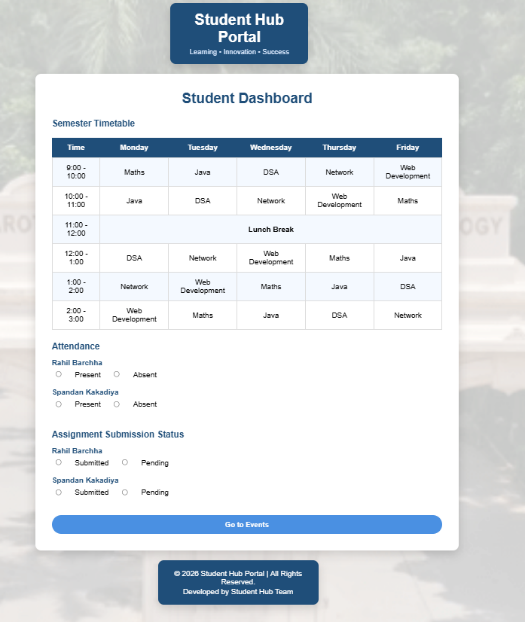 Student Hub
Portal
Learning • Innovation • Success
Student Dashboard
Semester Timetable
Time Monday Tuesday Wednesday Thursday Friday
9:00 - 10:00 Maths Java DSA Network Web Development
10:00 - 11:00 Java DSA Network Web Development Maths
11:00 - 12:00 Lunch Break
12:00 - 1:00 DSA Network Web Development Maths Java
1:00 - 2:00 Network Web Development Maths Java DSA
2:00 - 3:00 Web Development Maths Java DSA Network
Attendance
Rahil Barchha
Present Absent
Spandan Kakadiya
Present Absent
Assignment Submission Status
Rahil Barchha
Submitted Pending
Spandan Kakadiya
Submitted Pending
Go to Events
© 2026 Student Hub Portal | All Rights
Reserved.
Developed by Student Hub Team
OGY